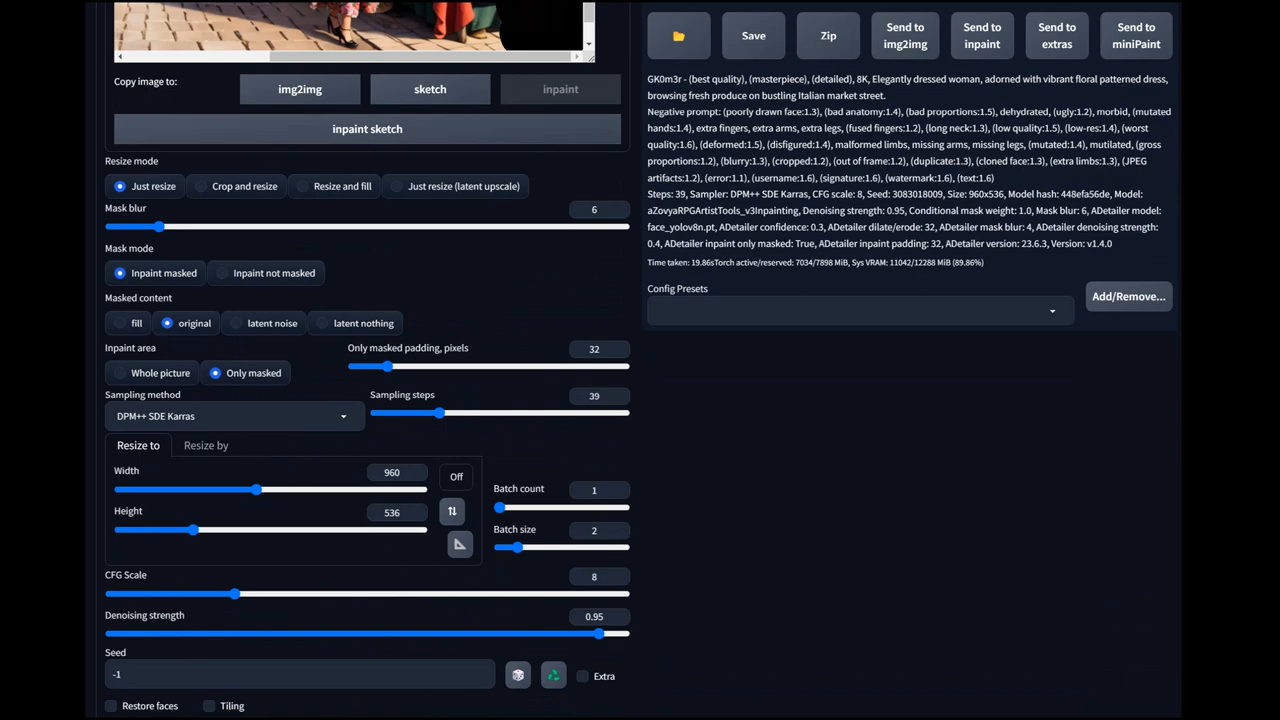 Copy image to:
img2img
sketch
inpaint
inpaint sketch
Resize mode
Just resize
Crop and resize
Resize and fill
Just resize (latent upscale)
Mask blur
6
Mask mode
Inpaint masked
Inpaint not masked
Masked content
fill
original
latent noise
latent nothing
Inpaint area
Whole picture
Only masked
Only masked padding, pixels
32
Sampling method
DPM++ SDE Karras
Sampling steps
39
Resize to
Resize by
Width
960
Height
536
Off
Batch count
1
Batch size
2
CFG Scale
8
Denoising strength
0.95
Seed
-1
Extra
Restore faces
Tiling
Save
Zip
Send to
img2img
Send to
inpaint
Send to
extras
Send to
miniPaint
GK0m3r - (best quality), (masterpiece), (detailed), 8K, Elegantly dressed woman, adorned with vibrant floral patterned dress,
browsing fresh produce on bustling Italian market street.
Negative prompt: (poorly drawn face:1.3), (bad anatomy:1.4), (bad proportions:1.5), dehydrated, (ugly:1.2), morbid, (mutated
hands:1.4), extra fingers, extra arms, extra legs, (fused fingers:1.2), (long neck:1.3), (low quality:1.5), (low-res:1.4), (worst
quality:1.6), (deformed:1.5), (disfigured:1.4), malformed limbs, missing arms, missing legs, (mutated:1.4), mutilated, (gross
proportions:1.2), (blurry:1.3), (cropped:1.2), (out of frame:1.2), (duplicate:1.3), (cloned face:1.3), (extra limbs:1.3), (JPEG
artifacts:1.2), (error:1.1), (username:1.6), (signature:1.6), (watermark:1.6), (text:1.6)
Steps: 39, Sampler: DPM++ SDE Karras, CFG scale: 8, Seed: 3083018009, Size: 960x536, Model hash: 448efa56de, Model:
aZovyaRPGArtistTools_v3Inpainting, Denoising strength: 0.95, Conditional mask weight: 1.0, Mask blur: 6, ADetailer model:
face_yolov8n.pt, ADetailer confidence: 0.3, ADetailer dilate/erode: 32, ADetailer mask blur: 4, ADetailer denoising strength:
0.4, ADetailer inpaint only masked: True, ADetailer inpaint padding: 32, ADetailer version: 23.6.3, Version: v1.4.0
Time taken: 19.86sTorch active/reserved: 7034/7898 MiB, Sys VRAM: 11042/12288 MiB (89.86%)
Config Presets
Add/Remove...